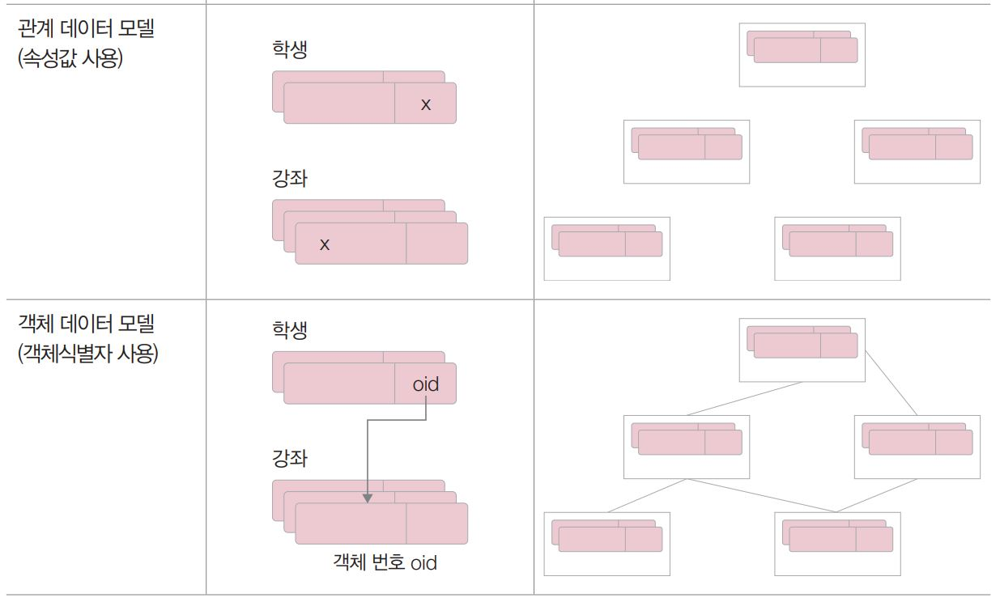 관계 데이터 모델
(속성값 사용)
학생
x
강좌
x
객체 데이터 모델
(객체식별자 사용)
학생
oid
강좌
객체 번호 oid